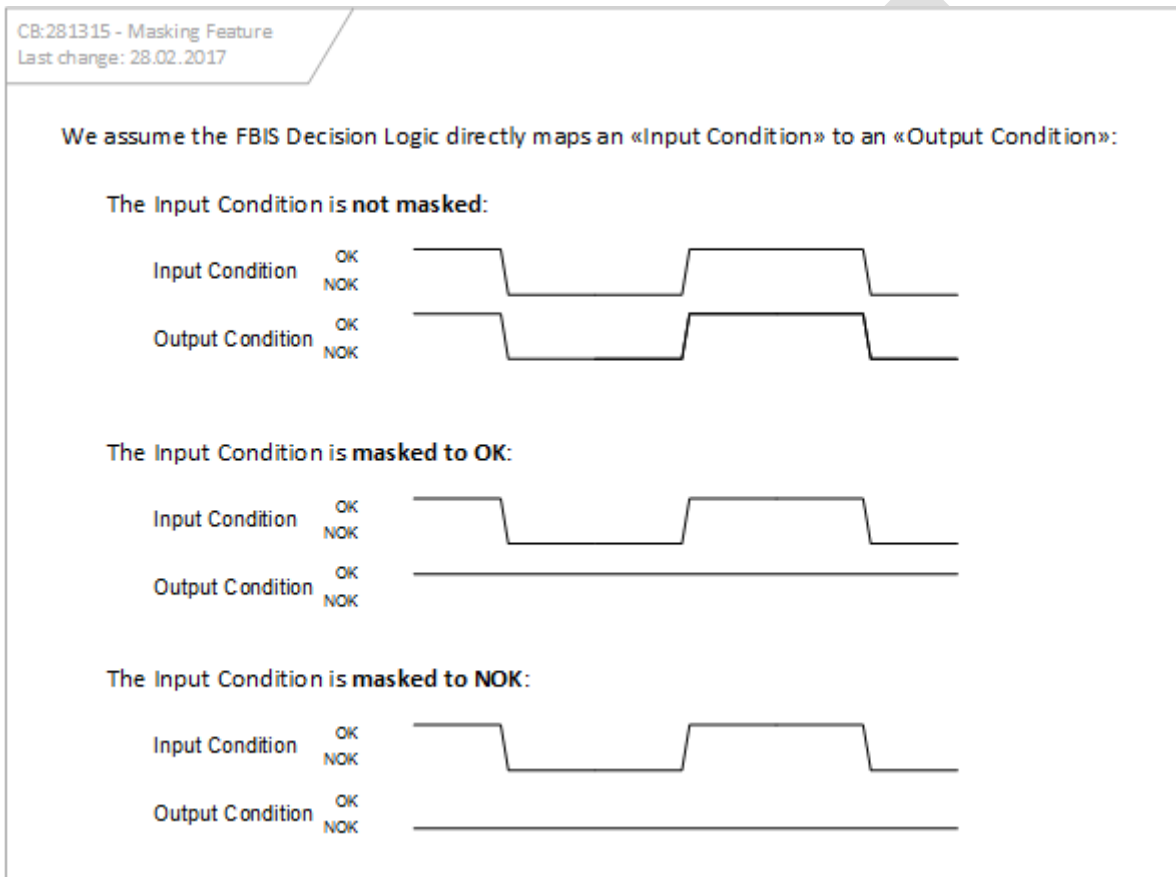 CB:281315 - Masking Feature
Last change: 28.02.2017
We assume the FBIS Decision Logic directly maps an «Input Condition» to an «Output Condition»:
The Input Condition is not masked:
Input Condition OK
NOK
Output Condition OK
NOK
The Input Condition is masked to OK:
Input Condition OK
NOK
Output Condition OK
NOK
The Input Condition is masked to NOK:
Input Condition OK
NOK
Output Condition OK
NOK